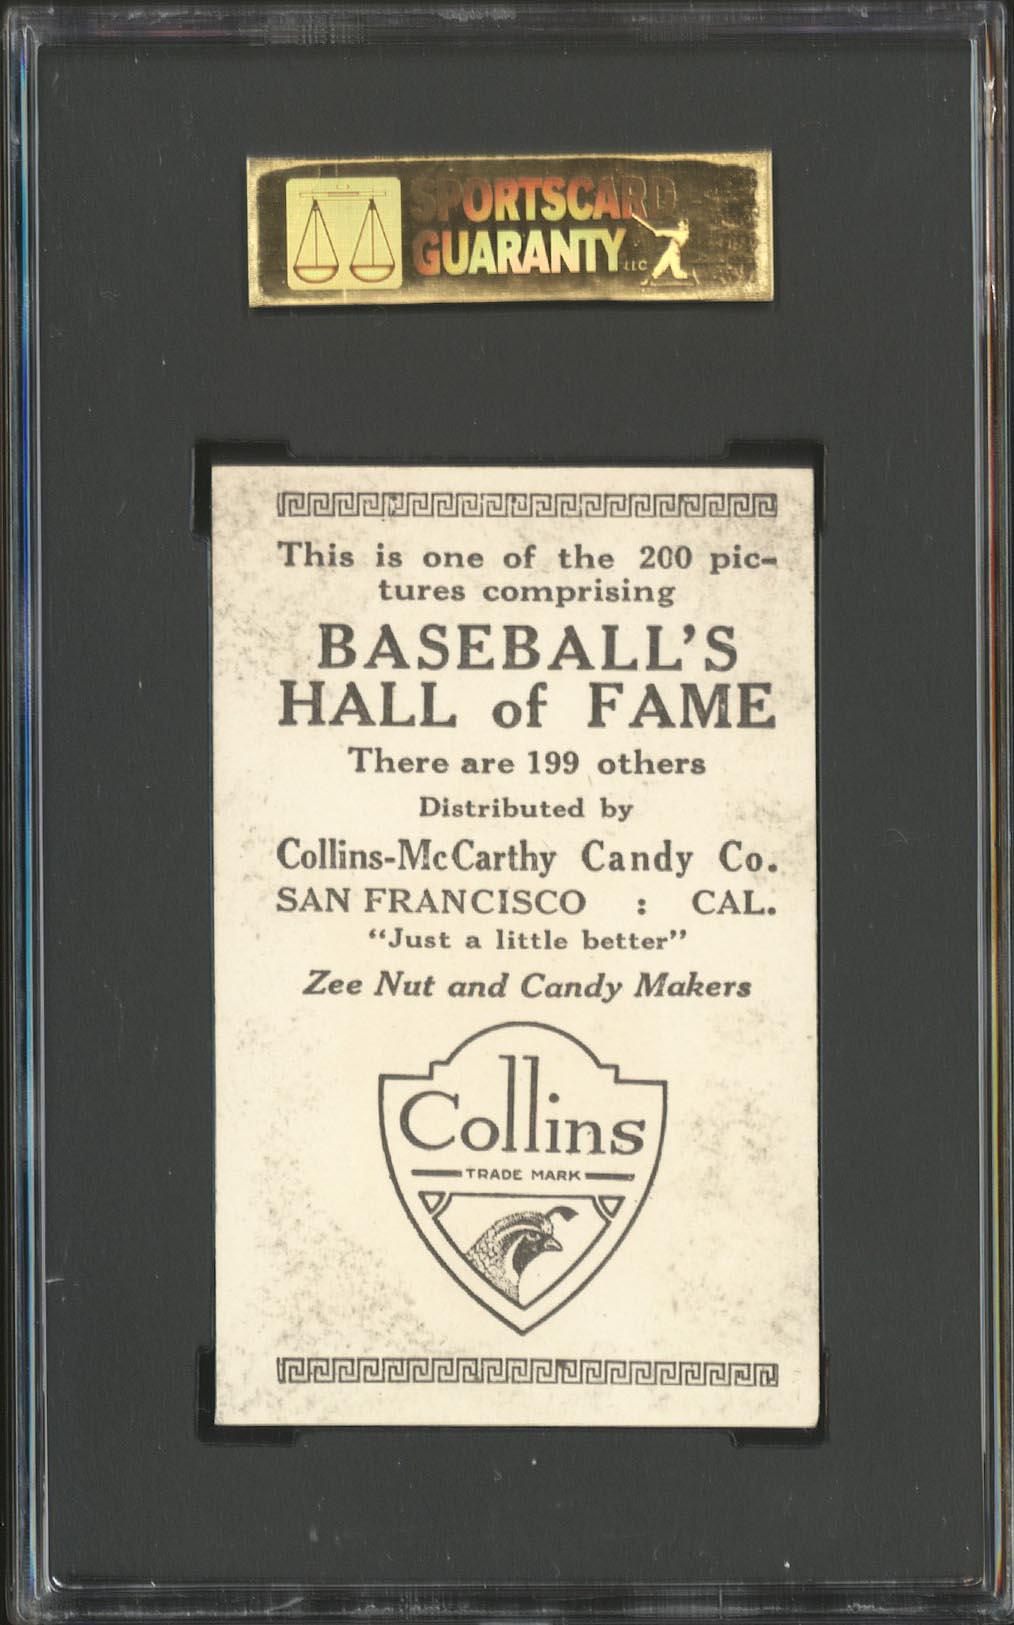 SPORTSCARD
GUARANTY LLC
This is one of the 200 pic-
tures comprising
BASEBALL'S
HALL of FAME
There are 199 others
Distributed by
Collins-McCarthy Candy Co.
SAN FRANCISCO : CAL.
"Just a little better"
Zee Nut and Candy Makers
Collins
TRADE MARK